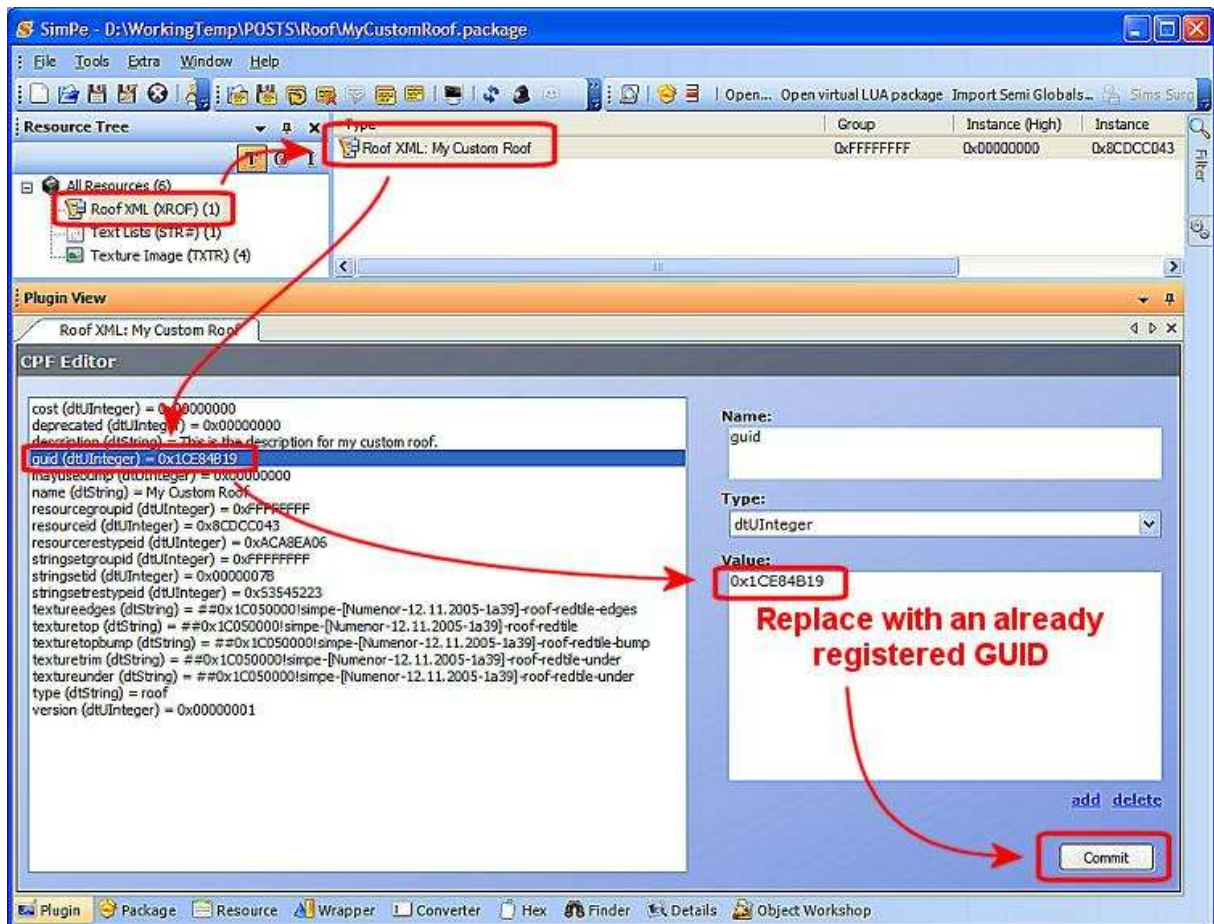 SimPe - D:\WorkingTemp\POSTS\Roof\MyCustomRoof.package
File Tools Extra Window Help
Open... Open virtual LUA package Import Semi Globals... Sims Surg
Resource Tree
Type Group Instance (High) Instance
Roof XML: My Custom Roof 0xFFFFFFFF 0x00000000 0x8CDCC043
Filter
T G I
All Resources (6)
Roof XML (XROF) (1)
Text Lists (STR#) (1)
Texture Image (TXTR) (4)
Plugin View
Roof XML: My Custom Roof
CPF Editor
cost (dtUInteger) = 0x00000000
deprecated (dtUInteger) = 0x00000000
description (dtString) = This is the description for my custom roof.
guid (dtUInteger) = 0x1CE84B19
mayusebump (dtUInteger) = 0x00000000
name (dtString) = My Custom Roof
resourcegroupid (dtUInteger) = 0xFFFFFFFF
resourceid (dtUInteger) = 0x8CDCC043
resourcerestypeid (dtUInteger) = 0xACA8EA06
stringsetgroupid (dtUInteger) = 0xFFFFFFFF
stringsetid (dtUInteger) = 0x0000007B
stringsetrestypeid (dtUInteger) = 0x53545223
textureedges (dtString) = ##0x1C050000!simpe-[Numenor-12.11.2005-1a39]-roof-redtile-edges
texturetop (dtString) = ##0x1C050000!simpe-[Numenor-12.11.2005-1a39]-roof-redtile
texturetopbump (dtString) = ##0x1C050000!simpe-[Numenor-12.11.2005-1a39]-roof-redtile-bump
texturetrim (dtString) = ##0x1C050000!simpe-[Numenor-12.11.2005-1a39]-roof-redtile-under
textureunder (dtString) = ##0x1C050000!simpe-[Numenor-12.11.2005-1a39]-roof-redtile-under
type (dtString) = roof
version (dtUInteger) = 0x00000001
Name:
guid
Type:
dtUInteger
Value:
0x1CE84B19
Replace with an already
registered GUID
add delete
Commit
Plugin Package Resource Wrapper Converter Hex Finder Details Object Workshop